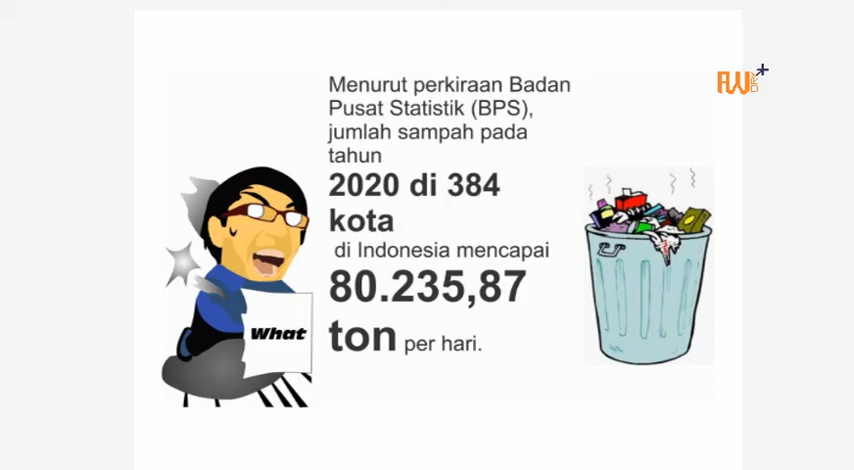 Menurut perkiraan Badan
Pusat Statistik (BPS),
jumlah sampah pada
tahun
2020 di 384
kota
di Indonesia mencapai
80.235,87
ton per hari.
What